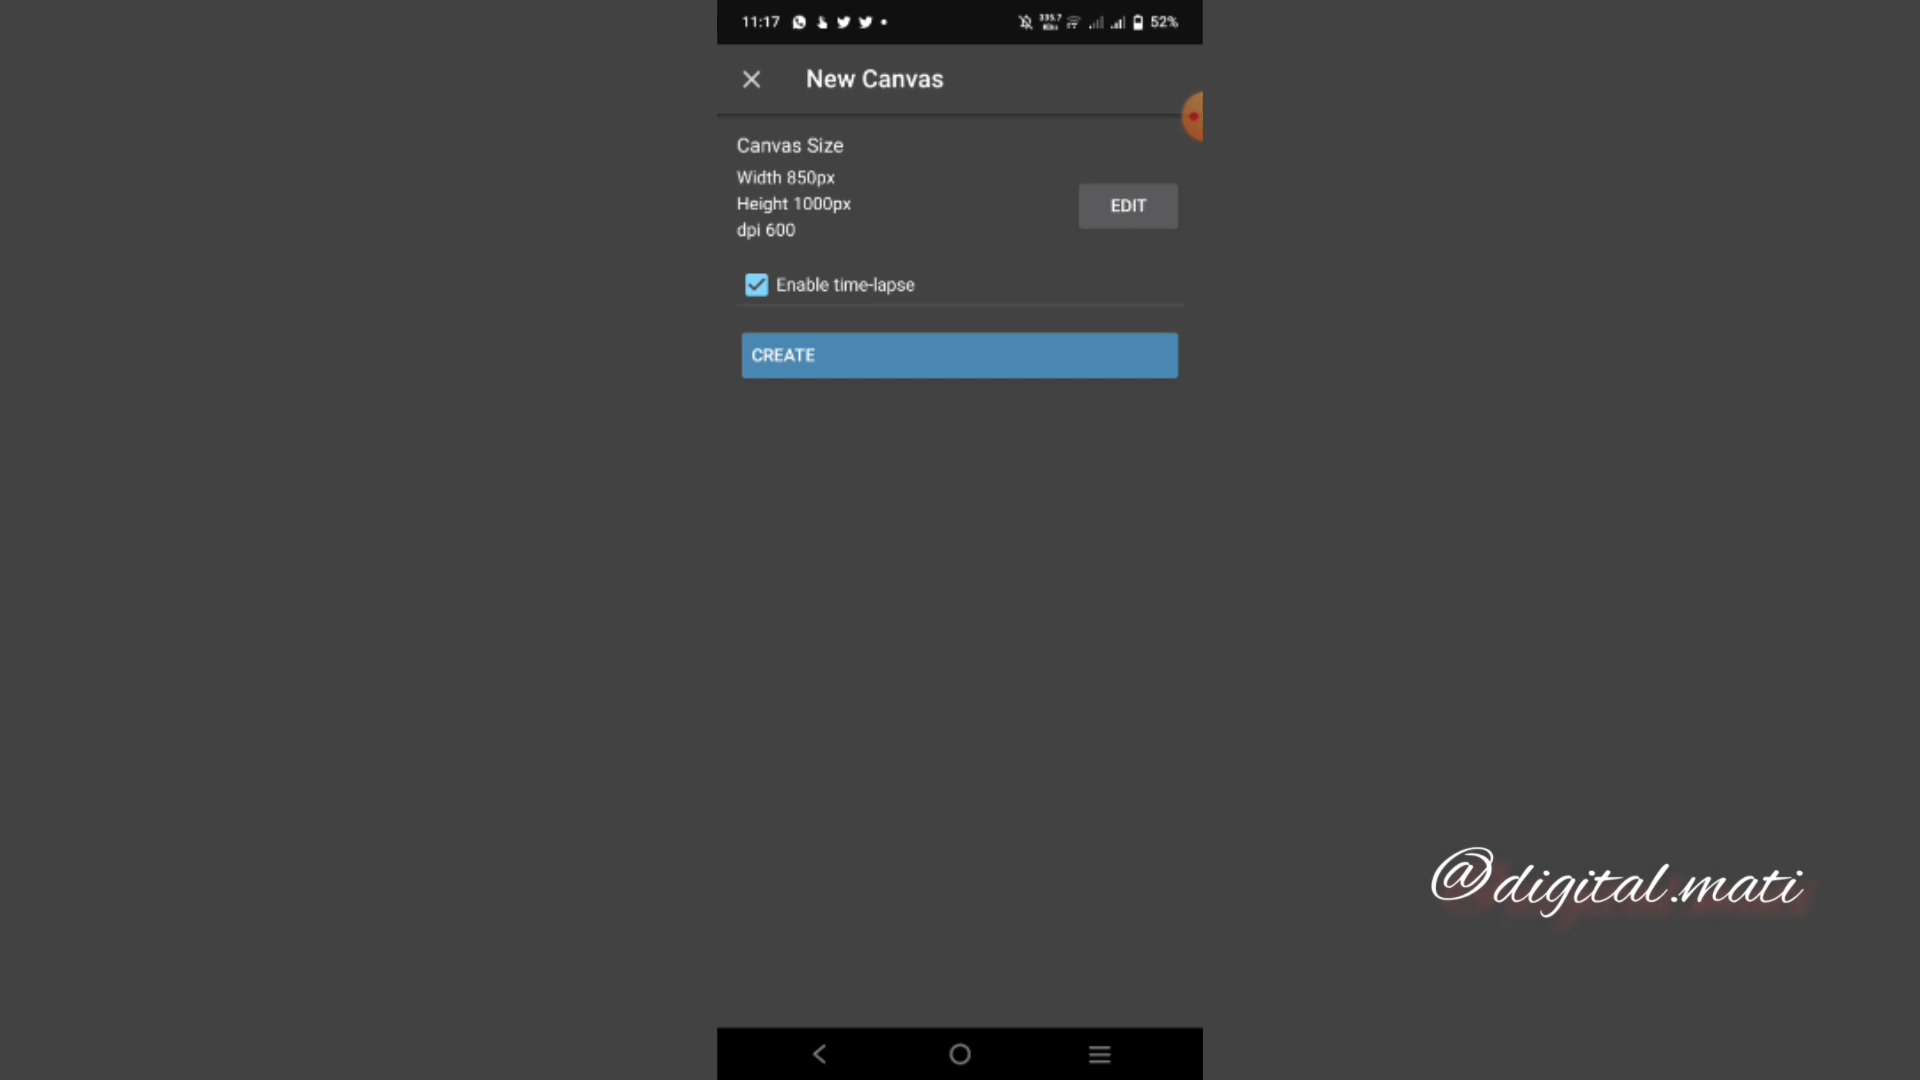 11:17
52%
New Canvas
Canvas Size
Width 850px
Height 1000px
dpi 600
EDIT
Enable time-lapse
CREATE
@digital.mati